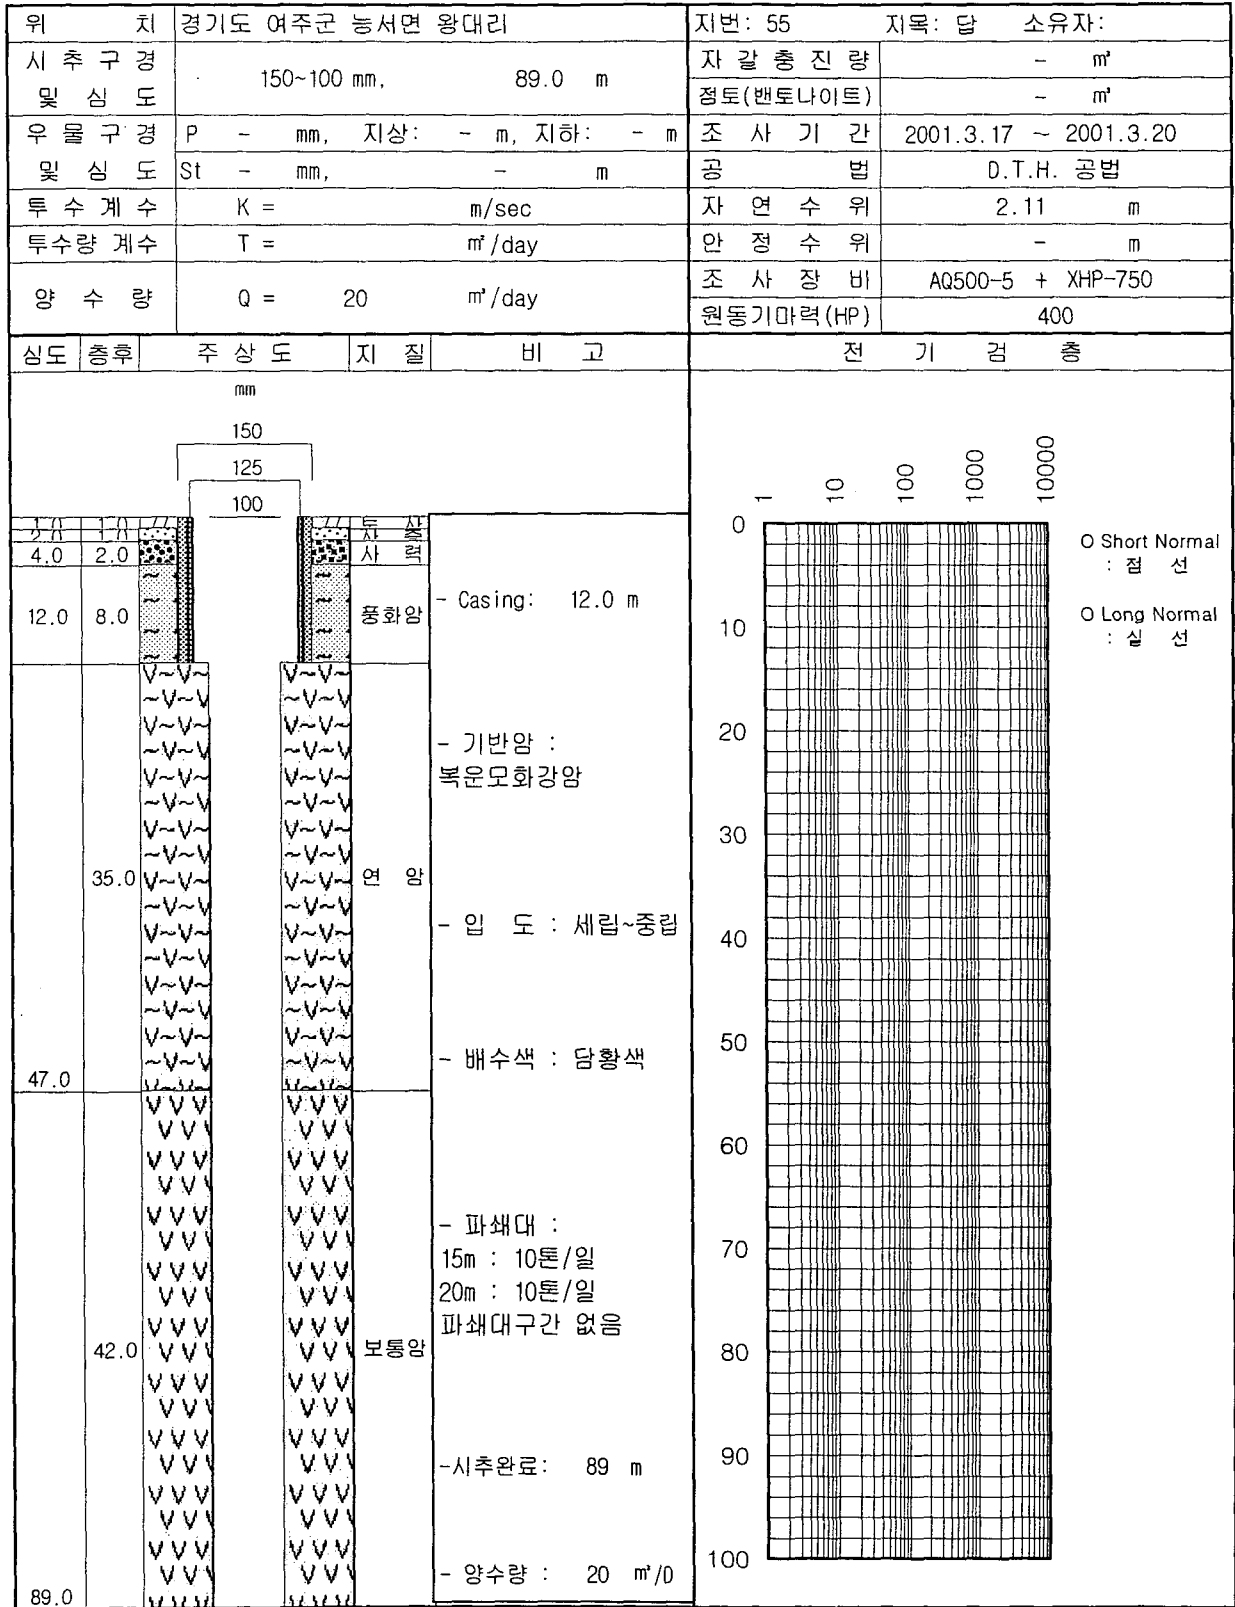 위 치 경기도 여주군 능서면 왕대리 지번: 55 지목: 답 소유자:
시 추 구 경 및 심 도 150~100 mm, 89.0 m 자 갈 충 진 량 - ㎥
점토(밴토나이트) - ㎥
우 물 구 경 및 심 도 P - mm, 지상: - m, 지하: - m 조 사 기 간 2001.3.17 ~ 2001.3.20
St - mm, - m 공 법 D.T.H. 공법
투 수 계 수 K = m/sec 자 연 수 위 2.11 m
투수량 계수 T = ㎡/day 안 정 수 위 - m
양 수 량 Q = 20 ㎥/day 조 사 장 비 AQ500-5 + XHP-750
원동기마력(HP) 400
심도 층후 주 상 도 지 질 비 고 전 기 검 층
mm
150
125
100
1.0 1.0
2.0 1.0
4.0 2.0 사 력
12.0 8.0 풍화암
35.0 연 암
47.0
42.0 보통암
89.0
- Casing: 12.0 m
- 기반암 :
복운모화강암
- 입 도 : 세립~중립
- 배수색 : 담황색
- 파쇄대 :
15m : 10톤/일
20m : 10톤/일
파쇄대구간 없음
-시추완료: 89 m
- 양수량 : 20 ㎥/D
1 10 100 1000 10000
0
10
20
30
40
50
60
70
80
90
100
O Short Normal
: 점 선
O Long Normal
: 실 선